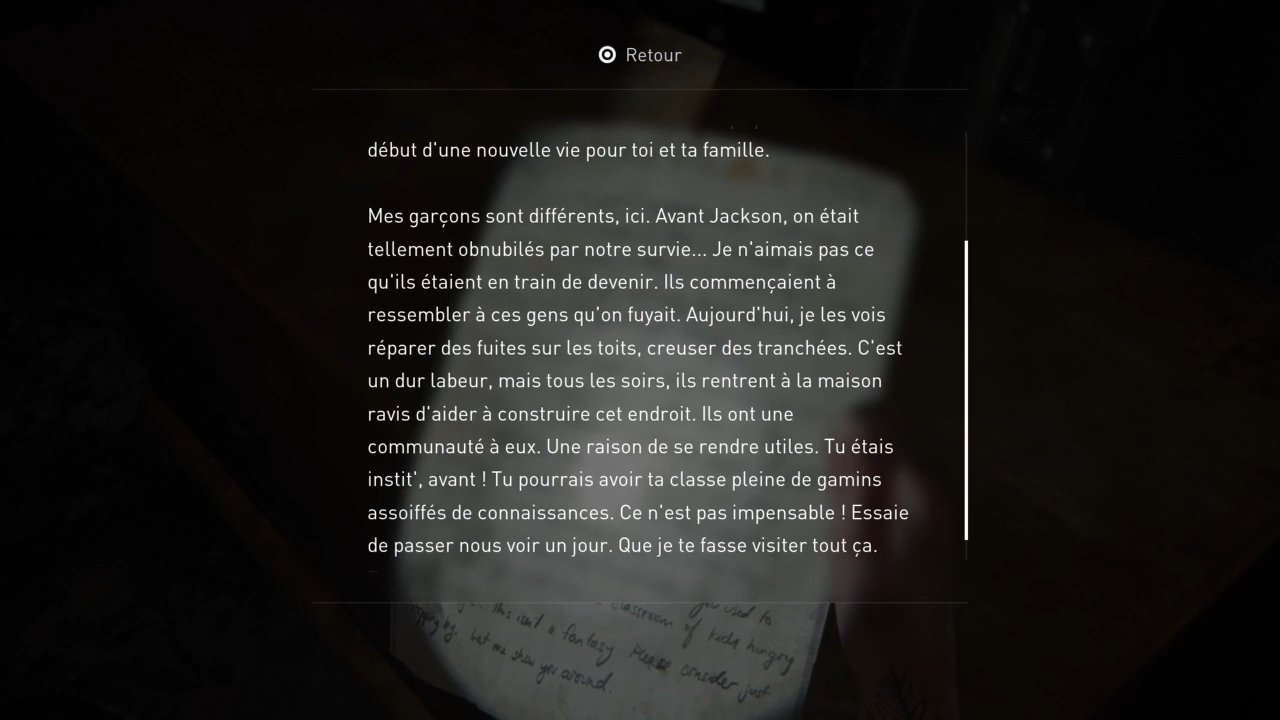 Retour
début d'une nouvelle vie pour toi et ta famille.
Mes garçons sont différents, ici. Avant Jackson, on était
tellement obnubilés par notre survie... Je n'aimais pas ce
qu'ils étaient en train de devenir. Ils commençaient à
ressembler à ces gens qu'on fuyait. Aujourd'hui, je les vois
réparer des fuites sur les toits, creuser des tranchées. C'est
un dur labeur, mais tous les soirs, ils rentrent à la maison
ravis d'aider à construire cet endroit. Ils ont une
communauté à eux. Une raison de se rendre utiles. Tu étais
instit', avant ! Tu pourrais avoir ta classe pleine de gamins
assoiffés de connaissances. Ce n'est pas impensable ! Essaie
de passer nous voir un jour. Que je te fasse visiter tout ça.
you used to
classroom of kids hungry
This isn't a fantasy Please consider just
by. Let me show you around.